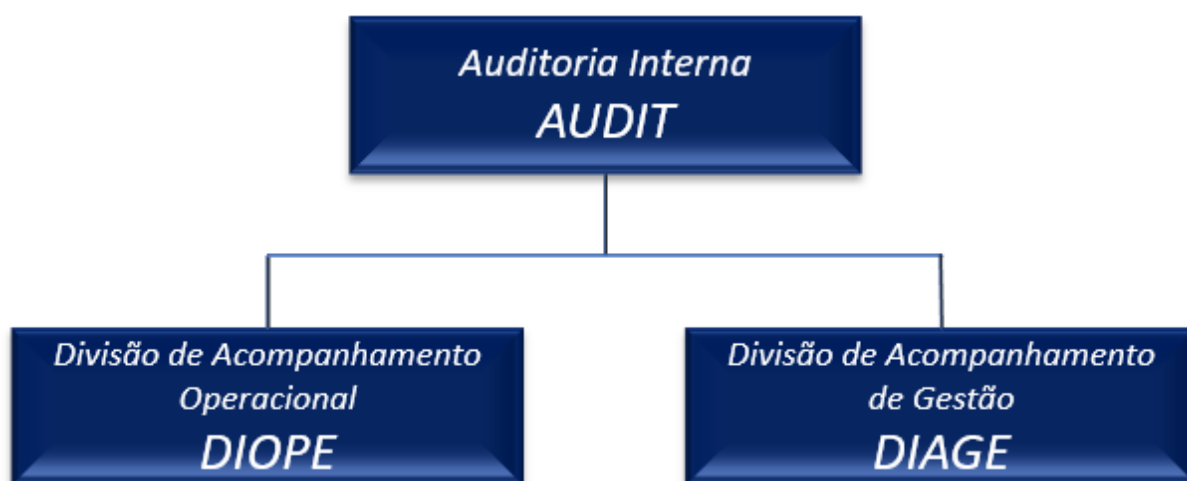 Auditoria Interna
AUDIT
Divisão de Acompanhamento
Operacional
DIOPE
Divisão de Acompanhamento
de Gestão
DIAGE